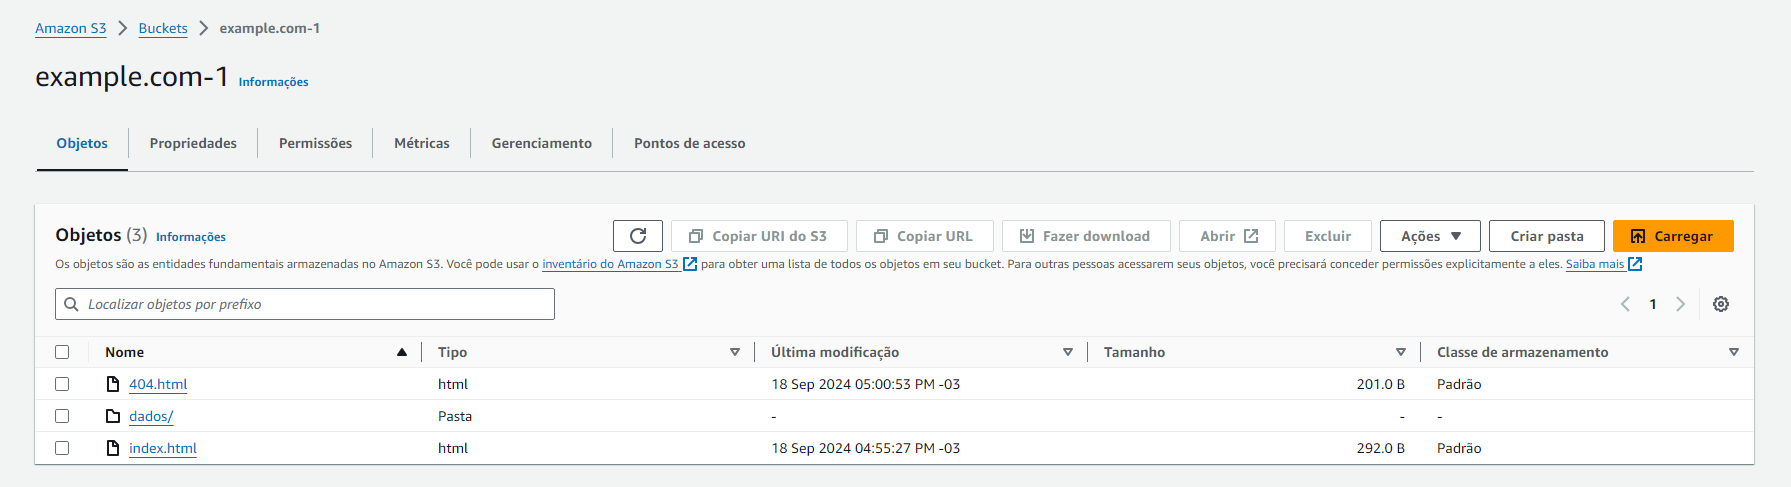 Amazon S3 > Buckets > example.com-1
example.com-1 Informações
Objetos Propriedades Permissões Métricas Gerenciamento Pontos de acesso
Objetos (3) Informações Copiar URI do S3 Copiar URL Fazer download Abrir Excluir Ações Criar pasta Carregar
Os objetos são as entidades fundamentais armazenadas no Amazon S3. Você pode usar o inventário do Amazon S3 para obter uma lista de todos os objetos em seu bucket. Para outras pessoas acessarem seus objetos, você precisará conceder permissões explicitamente a eles. Saiba mais
Localizar objetos por prefixo < 1 >
Nome Tipo Última modificação Tamanho Classe de armazenamento
404.html html 18 Sep 2024 05:00:53 PM -03 201.0 B Padrão
dados/ Pasta - - -
index.html html 18 Sep 2024 04:55:27 PM -03 292.0 B Padrão